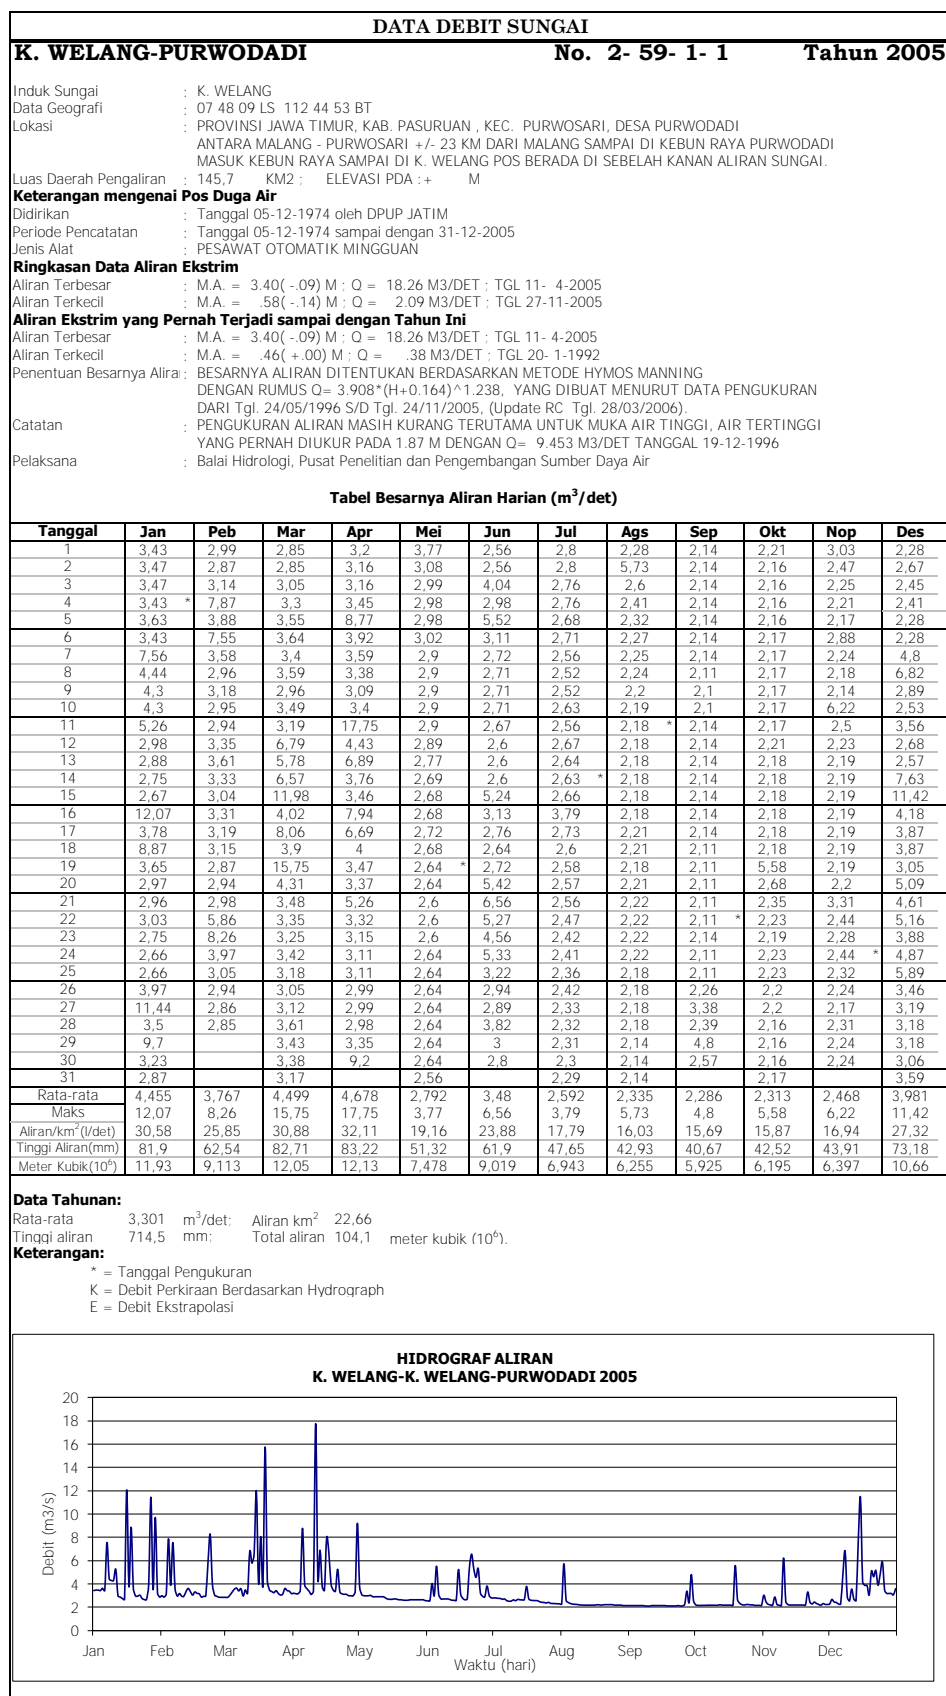 DATA DEBIT SUNGAI
K. WELANG-PURWODADI No. 2- 59- 1- 1 Tahun 2005
Induk Sungai : K. WELANG
Data Geografi : 07 48 09 LS 112 44 53 BT
Lokasi : PROVINSI JAWA TIMUR, KAB. PASURUAN , KEC. PURWOSARI, DESA PURWODADI
ANTARA MALANG - PURWOSARI +/- 23 KM DARI MALANG SAMPAI DI KEBUN RAYA PURWODADI
MASUK KEBUN RAYA SAMPAI DI K. WELANG POS BERADA DI SEBELAH KANAN ALIRAN SUNGAI.
Luas Daerah Pengaliran : 145,7 KM2 ; ELEVASI PDA :+ M
Keterangan mengenai Pos Duga Air
Didirikan : Tanggal 05-12-1974 oleh DPUP JATIM
Periode Pencatatan : Tanggal 05-12-1974 sampai dengan 31-12-2005
Jenis Alat : PESAWAT OTOMATIK MINGGUAN
Ringkasan Data Aliran Ekstrim
Aliran Terbesar : M.A. = 3.40( -.09) M ; Q = 18.26 M3/DET ; TGL 11- 4-2005
Aliran Terkecil : M.A. = .58( -.14) M ; Q = 2.09 M3/DET ; TGL 27-11-2005
Aliran Ekstrim yang Pernah Terjadi sampai dengan Tahun Ini
Aliran Terbesar : M.A. = 3.40( -.09) M ; Q = 18.26 M3/DET ; TGL 11- 4-2005
Aliran Terkecil : M.A. = .46( +.00) M ; Q = .38 M3/DET ; TGL 20- 1-1992
Penentuan Besarnya Alira : BESARNYA ALIRAN DITENTUKAN BERDASARKAN METODE HYMOS MANNING
DENGAN RUMUS Q= 3.908*(H+0.164)^1.238, YANG DIBUAT MENURUT DATA PENGUKURAN
DARI Tgl. 24/05/1996 S/D Tgl. 24/11/2005, (Update RC Tgl. 28/03/2006).
Catatan : PENGUKURAN ALIRAN MASIH KURANG TERUTAMA UNTUK MUKA AIR TINGGI, AIR TERTINGGI
YANG PERNAH DIUKUR PADA 1.87 M DENGAN Q= 9.453 M3/DET TANGGAL 19-12-1996
Pelaksana : Balai Hidrologi, Pusat Penelitian dan Pengembangan Sumber Daya Air
Tabel Besarnya Aliran Harian (m³/det)
Tanggal Jan Peb Mar Apr Mei Jun Jul Ags Sep Okt Nop Des
1 3,43 2,99 2,85 3,2 3,77 2,56 2,8 2,28 2,14 2,21 3,03 2,28
2 3,47 2,87 2,85 3,16 3,08 2,56 2,8 5,73 2,14 2,16 2,47 2,67
3 3,47 3,14 3,05 3,16 2,99 4,04 2,76 2,6 2,14 2,16 2,25 2,45
4 3,43 * 7,87 3,3 3,45 2,98 2,98 2,76 2,41 2,14 2,16 2,21 2,41
5 3,63 3,88 3,55 8,77 2,98 5,52 2,68 2,32 2,14 2,16 2,17 2,28
6 3,43 7,55 3,64 3,92 3,02 3,11 2,71 2,27 2,14 2,17 2,88 2,28
7 7,56 3,58 3,4 3,59 2,9 2,72 2,56 2,25 2,14 2,17 2,24 4,8
8 4,44 2,96 3,59 3,38 2,9 2,71 2,52 2,24 2,11 2,17 2,18 6,82
9 4,3 3,18 2,96 3,09 2,9 2,71 2,52 2,2 2,1 2,17 2,14 2,89
10 4,3 2,95 3,49 3,4 2,9 2,71 2,63 2,19 2,1 2,17 6,22 2,53
11 5,26 2,94 3,19 17,75 2,9 2,67 2,56 2,18 * 2,14 2,17 2,5 3,56
12 2,98 3,35 6,79 4,43 2,89 2,6 2,67 2,18 2,14 2,21 2,23 2,68
13 2,88 3,61 5,78 6,89 2,77 2,6 2,64 2,18 2,14 2,18 2,19 2,57
14 2,75 3,33 6,57 3,76 2,69 2,6 2,63 * 2,18 2,14 2,18 2,19 7,63
15 2,67 3,04 11,98 3,46 2,68 5,24 2,66 2,18 2,14 2,18 2,19 11,42
16 12,07 3,31 4,02 7,94 2,68 3,13 3,79 2,18 2,14 2,18 2,19 4,18
17 3,78 3,19 8,06 6,69 2,72 2,76 2,73 2,21 2,14 2,18 2,19 3,87
18 8,87 3,15 3,9 4 2,68 2,64 2,6 2,21 2,11 2,18 2,19 3,87
19 3,65 2,87 15,75 3,47 2,64 * 2,72 2,58 2,18 2,11 5,58 2,19 3,05
20 2,97 2,94 4,31 3,37 2,64 5,42 2,57 2,21 2,11 2,68 2,2 5,09
21 2,96 2,98 3,48 5,26 2,6 6,56 2,56 2,22 2,11 2,35 3,31 4,61
22 3,03 5,86 3,35 3,32 2,6 5,27 2,47 2,22 2,11 * 2,23 2,44 5,16
23 2,75 8,26 3,25 3,15 2,6 4,56 2,42 2,22 2,14 2,19 2,28 3,88
24 2,66 3,97 3,42 3,11 2,64 5,33 2,41 2,22 2,11 2,23 2,44 * 4,87
25 2,66 3,05 3,18 3,11 2,64 3,22 2,36 2,18 2,11 2,23 2,32 5,89
26 3,97 2,94 3,05 2,99 2,64 2,94 2,42 2,18 2,26 2,2 2,24 3,46
27 11,44 2,86 3,12 2,99 2,64 2,89 2,33 2,18 3,38 2,2 2,17 3,19
28 3,5 2,85 3,61 2,98 2,64 3,82 2,32 2,18 2,39 2,16 2,31 3,18
29 9,7 3,43 3,35 2,64 3 2,31 2,14 4,8 2,16 2,24 3,18
30 3,23 3,38 9,2 2,64 2,8 2,3 2,14 2,57 2,16 2,24 3,06
31 2,87 3,17 2,56 2,29 2,14 2,17 3,59
Rata-rata 4,455 3,767 4,499 4,678 2,792 3,48 2,592 2,335 2,286 2,313 2,468 3,981
Maks 12,07 8,26 15,75 17,75 3,77 6,56 3,79 5,73 4,8 5,58 6,22 11,42
Aliran/km²(l/det) 30,58 25,85 30,88 32,11 19,16 23,88 17,79 16,03 15,69 15,87 16,94 27,32
Tinggi Aliran(mm) 81,9 62,54 82,71 83,22 51,32 61,9 47,65 42,93 40,67 42,52 43,91 73,18
Meter Kubik(10⁶) 11,93 9,113 12,05 12,13 7,478 9,019 6,943 6,255 5,925 6,195 6,397 10,66
Data Tahunan:
Rata-rata 3,301 m³/det; Aliran km² 22,66
Tinggi aliran 714,5 mm; Total aliran 104,1 meter kubik (10⁶).
Keterangan:
* = Tanggal Pengukuran
K = Debit Perkiraan Berdasarkan Hydrograph
E = Debit Ekstrapolasi
HIDROGRAF ALIRAN
K. WELANG-K. WELANG-PURWODADI 2005
Debit (m3/s)
20
18
16
14
12
10
8
6
4
2
0
Jan Feb Mar Apr May Jun Jul Aug Sep Oct Nov Dec
Waktu (hari)